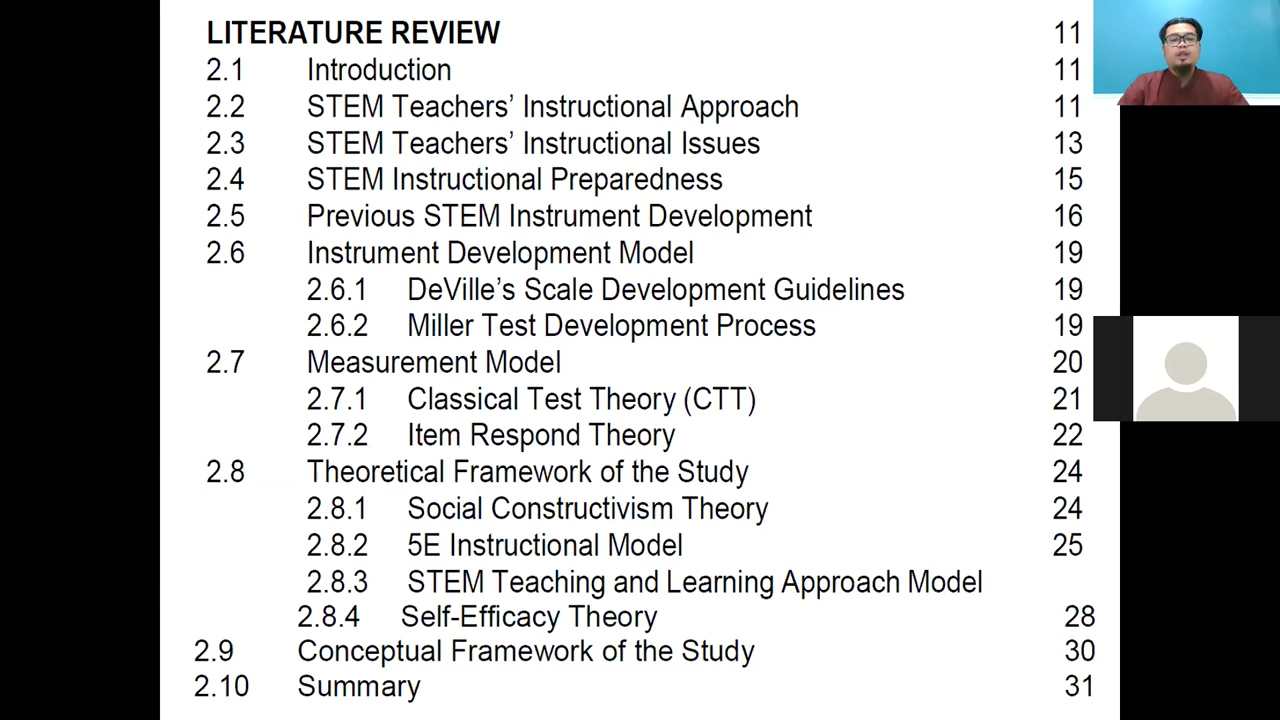 LITERATURE REVIEW 11
2.1 Introduction 11
2.2 STEM Teachers’ Instructional Approach 11
2.3 STEM Teachers’ Instructional Issues 13
2.4 STEM Instructional Preparedness 15
2.5 Previous STEM Instrument Development 16
2.6 Instrument Development Model 19
2.6.1 DeVille’s Scale Development Guidelines 19
2.6.2 Miller Test Development Process 19
2.7 Measurement Model 20
2.7.1 Classical Test Theory (CTT) 21
2.7.2 Item Respond Theory 22
2.8 Theoretical Framework of the Study 24
2.8.1 Social Constructivism Theory 24
2.8.2 5E Instructional Model 25
2.8.3 STEM Teaching and Learning Approach Model
2.8.4 Self-Efficacy Theory 28
2.9 Conceptual Framework of the Study 30
2.10 Summary 31